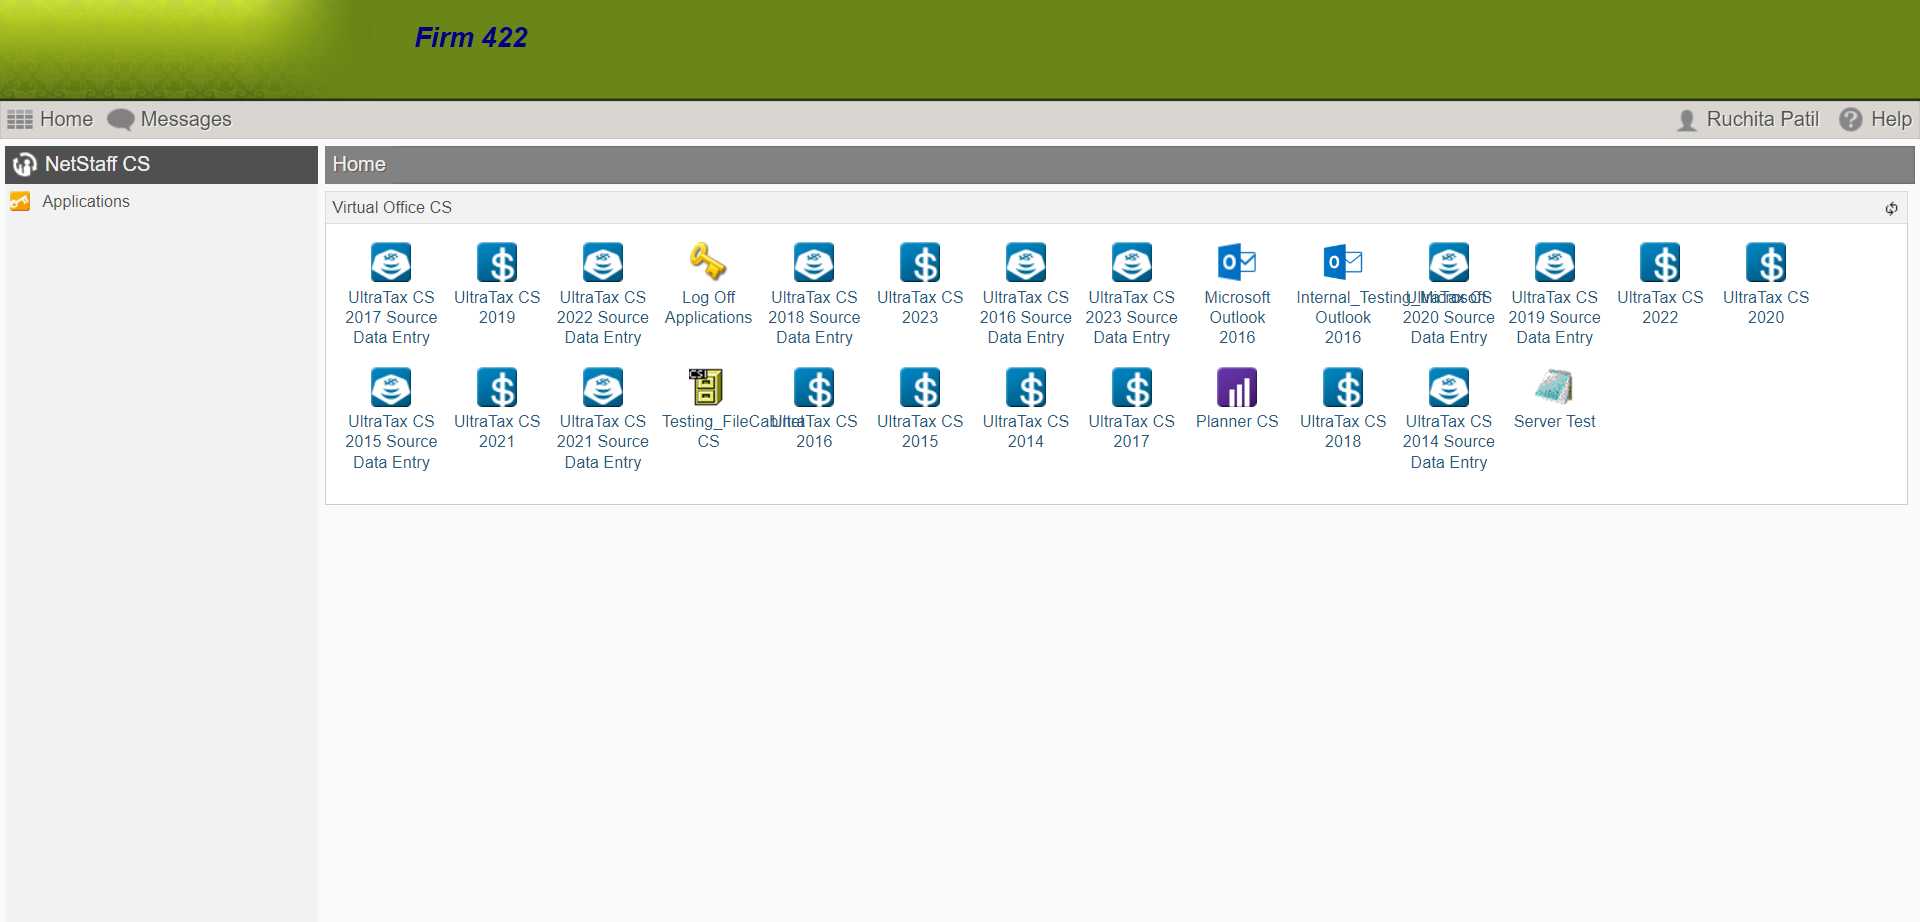 Firm 422
Home Messages Ruchita Patil Help
NetStaff CS
Applications
Home
Virtual Office CS
UltraTax CS
2017 Source
Data Entry
UltraTax CS
2019
UltraTax CS
2022 Source
Data Entry
Log Off
Applications
UltraTax CS
2018 Source
Data Entry
UltraTax CS
2023
UltraTax CS
2016 Source
Data Entry
UltraTax CS
2023 Source
Data Entry
Microsoft
Outlook
2016
Internal_Testing_Microsoft
Outlook
2016
UltraTax CS
2020 Source
Data Entry
UltraTax CS
2019 Source
Data Entry
UltraTax CS
2022
UltraTax CS
2020
UltraTax CS
2015 Source
Data Entry
UltraTax CS
2021
UltraTax CS
2021 Source
Data Entry
CSI
Testing_FileCabinet
CS
UltraTax CS
2016
UltraTax CS
2015
UltraTax CS
2014
UltraTax CS
2017
Planner CS
UltraTax CS
2018
UltraTax CS
2014 Source
Data Entry
Server Test